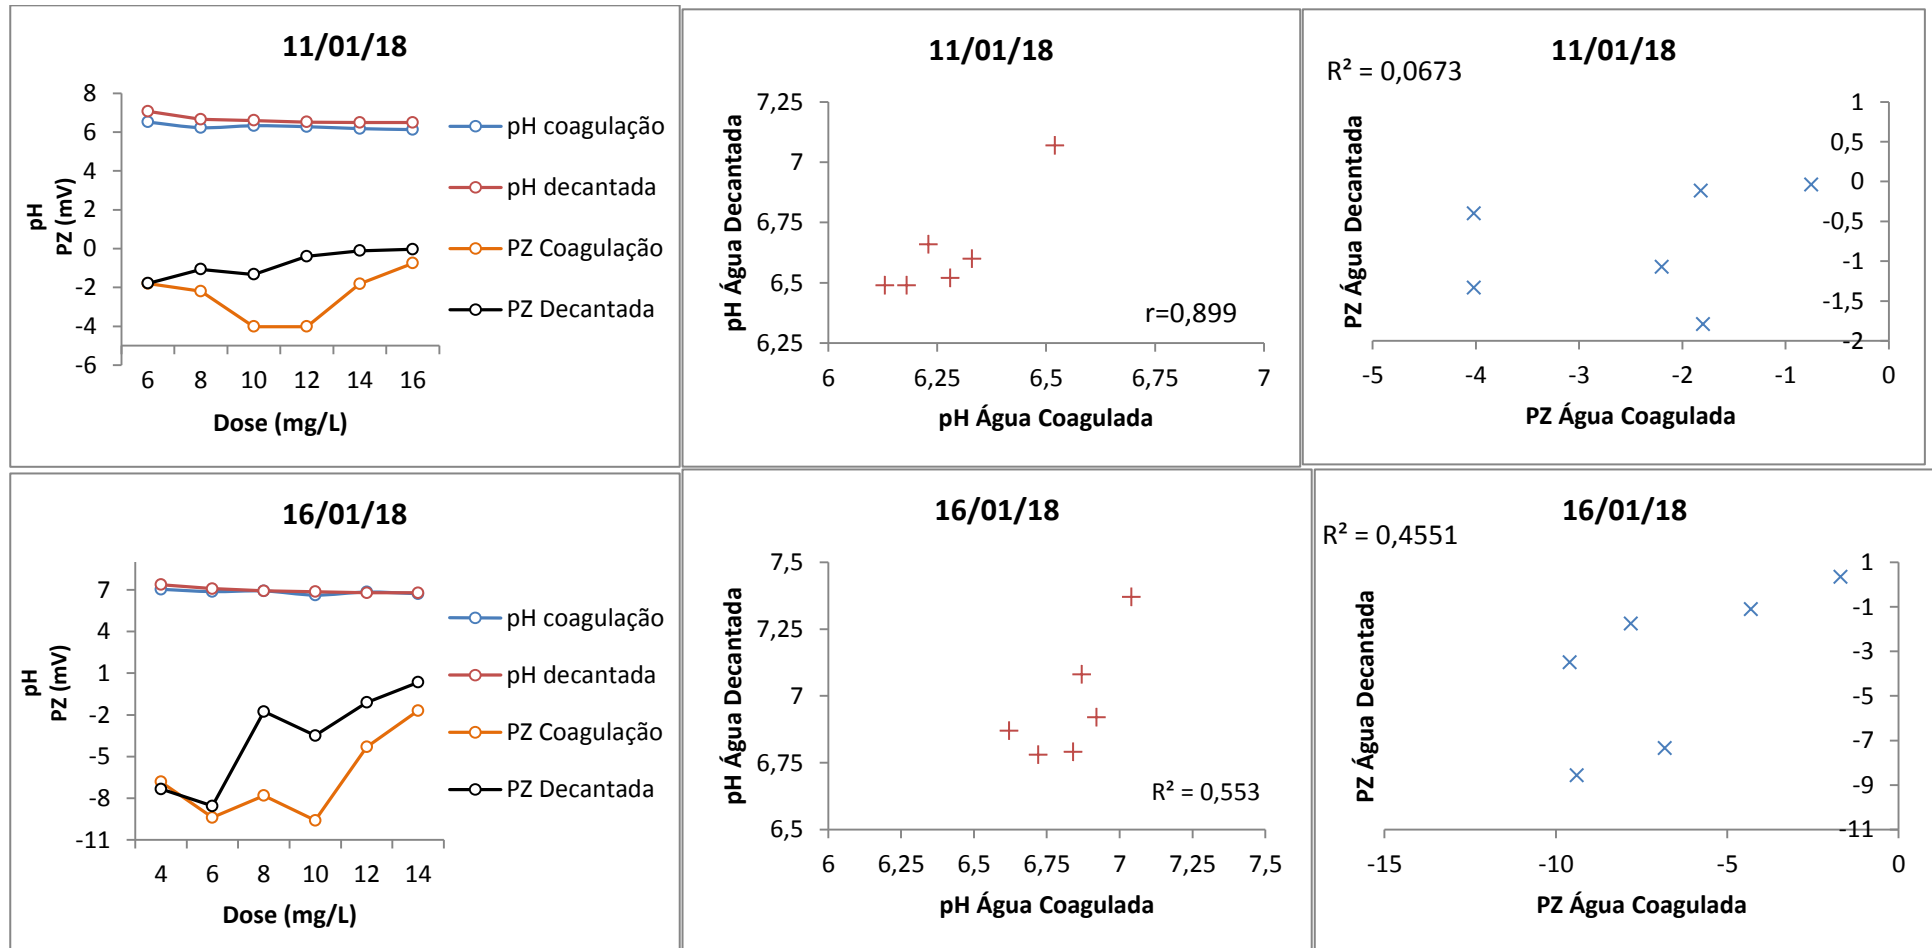 11/01/18
8
6
4
2
0
-2
-4
-6
pH
PZ (mV)
6 8 10 12 14 16
Dose (mg/L)
pH coagulação
pH decantada
PZ Coagulação
PZ Decantada
11/01/18
7,25
7
6,75
6,5
6,25
pH Água Decantada
r=0,899
6 6,25 6,5 6,75 7
pH Água Coagulada
11/01/18
R² = 0,0673
PZ Água Decantada
1
0,5
0
-0,5
-1
-1,5
-2
-5 -4 -3 -2 -1 0
PZ Água Coagulada
16/01/18
7
4
1
-2
-5
-8
-11
pH
PZ (mV)
4 6 8 10 12 14
Dose (mg/L)
pH coagulação
pH decantada
PZ Coagulação
PZ Decantada
16/01/18
7,5
7,25
7
6,75
6,5
pH Água Decantada
R² = 0,553
6 6,25 6,5 6,75 7 7,25 7,5
pH Água Coagulada
16/01/18
R² = 0,4551
PZ Água Decantada
1
-1
-3
-5
-7
-9
-11
-15 -10 -5 0
PZ Água Coagulada